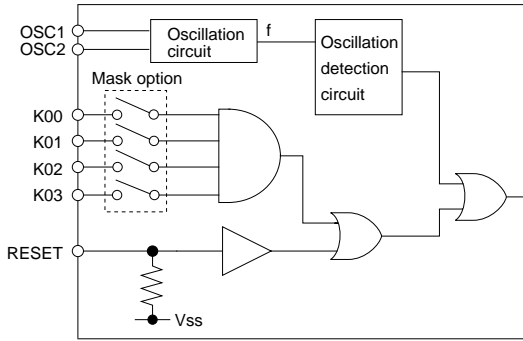 OSC1
OSC2
Oscillation
circuit
f
Oscillation
detection
circuit
Mask option
K00
K01
K02
K03
RESET
Vss